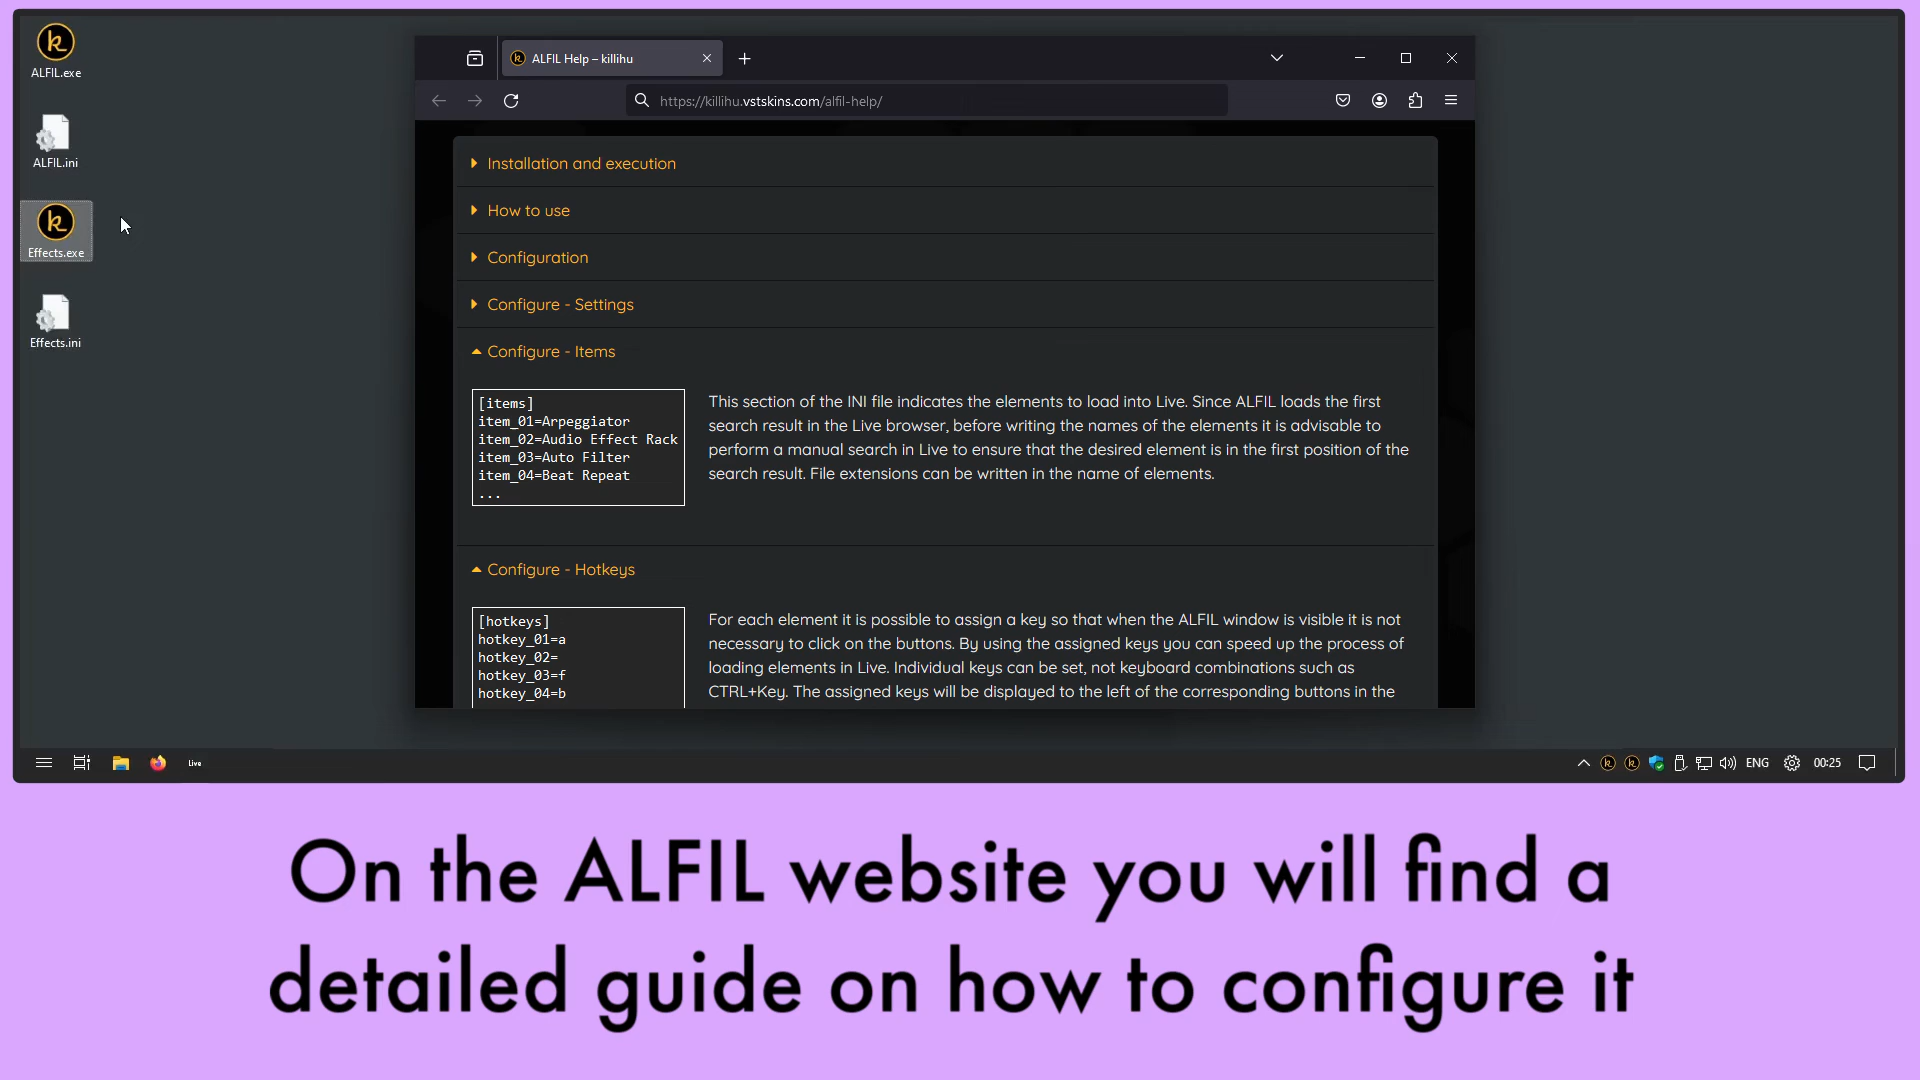 ALFIL.exe
ALFIL.ini
Effects.exe
Effects.ini
ALFIL Help – killihu
https://killihu.vstskins.com/alfil-help/
Installation and execution
How to use
Configuration
Configure - Settings
Configure - Items
[items]
item_01=Arpeggiator
item_02=Audio Effect Rack
item_03=Auto Filter
item_04=Beat Repeat
...
This section of the INI file indicates the elements to load into Live. Since ALFIL loads the first
search result in the Live browser, before writing the names of the elements it is advisable to
perform a manual search in Live to ensure that the desired element is in the first position of the
search result. File extensions can be written in the name of elements.
Configure - Hotkeys
[hotkeys]
hotkey_01=a
hotkey_02=
hotkey_03=f
hotkey_04=b
For each element it is possible to assign a key so that when the ALFIL window is visible it is not
necessary to click on the buttons. By using the assigned keys you can speed up the process of
loading elements in Live. Individual keys can be set, not keyboard combinations such as
CTRL+Key. The assigned keys will be displayed to the left of the corresponding buttons in the
Live
ENG
00:25
On the ALFIL website you will find a
detailed guide on how to configure it